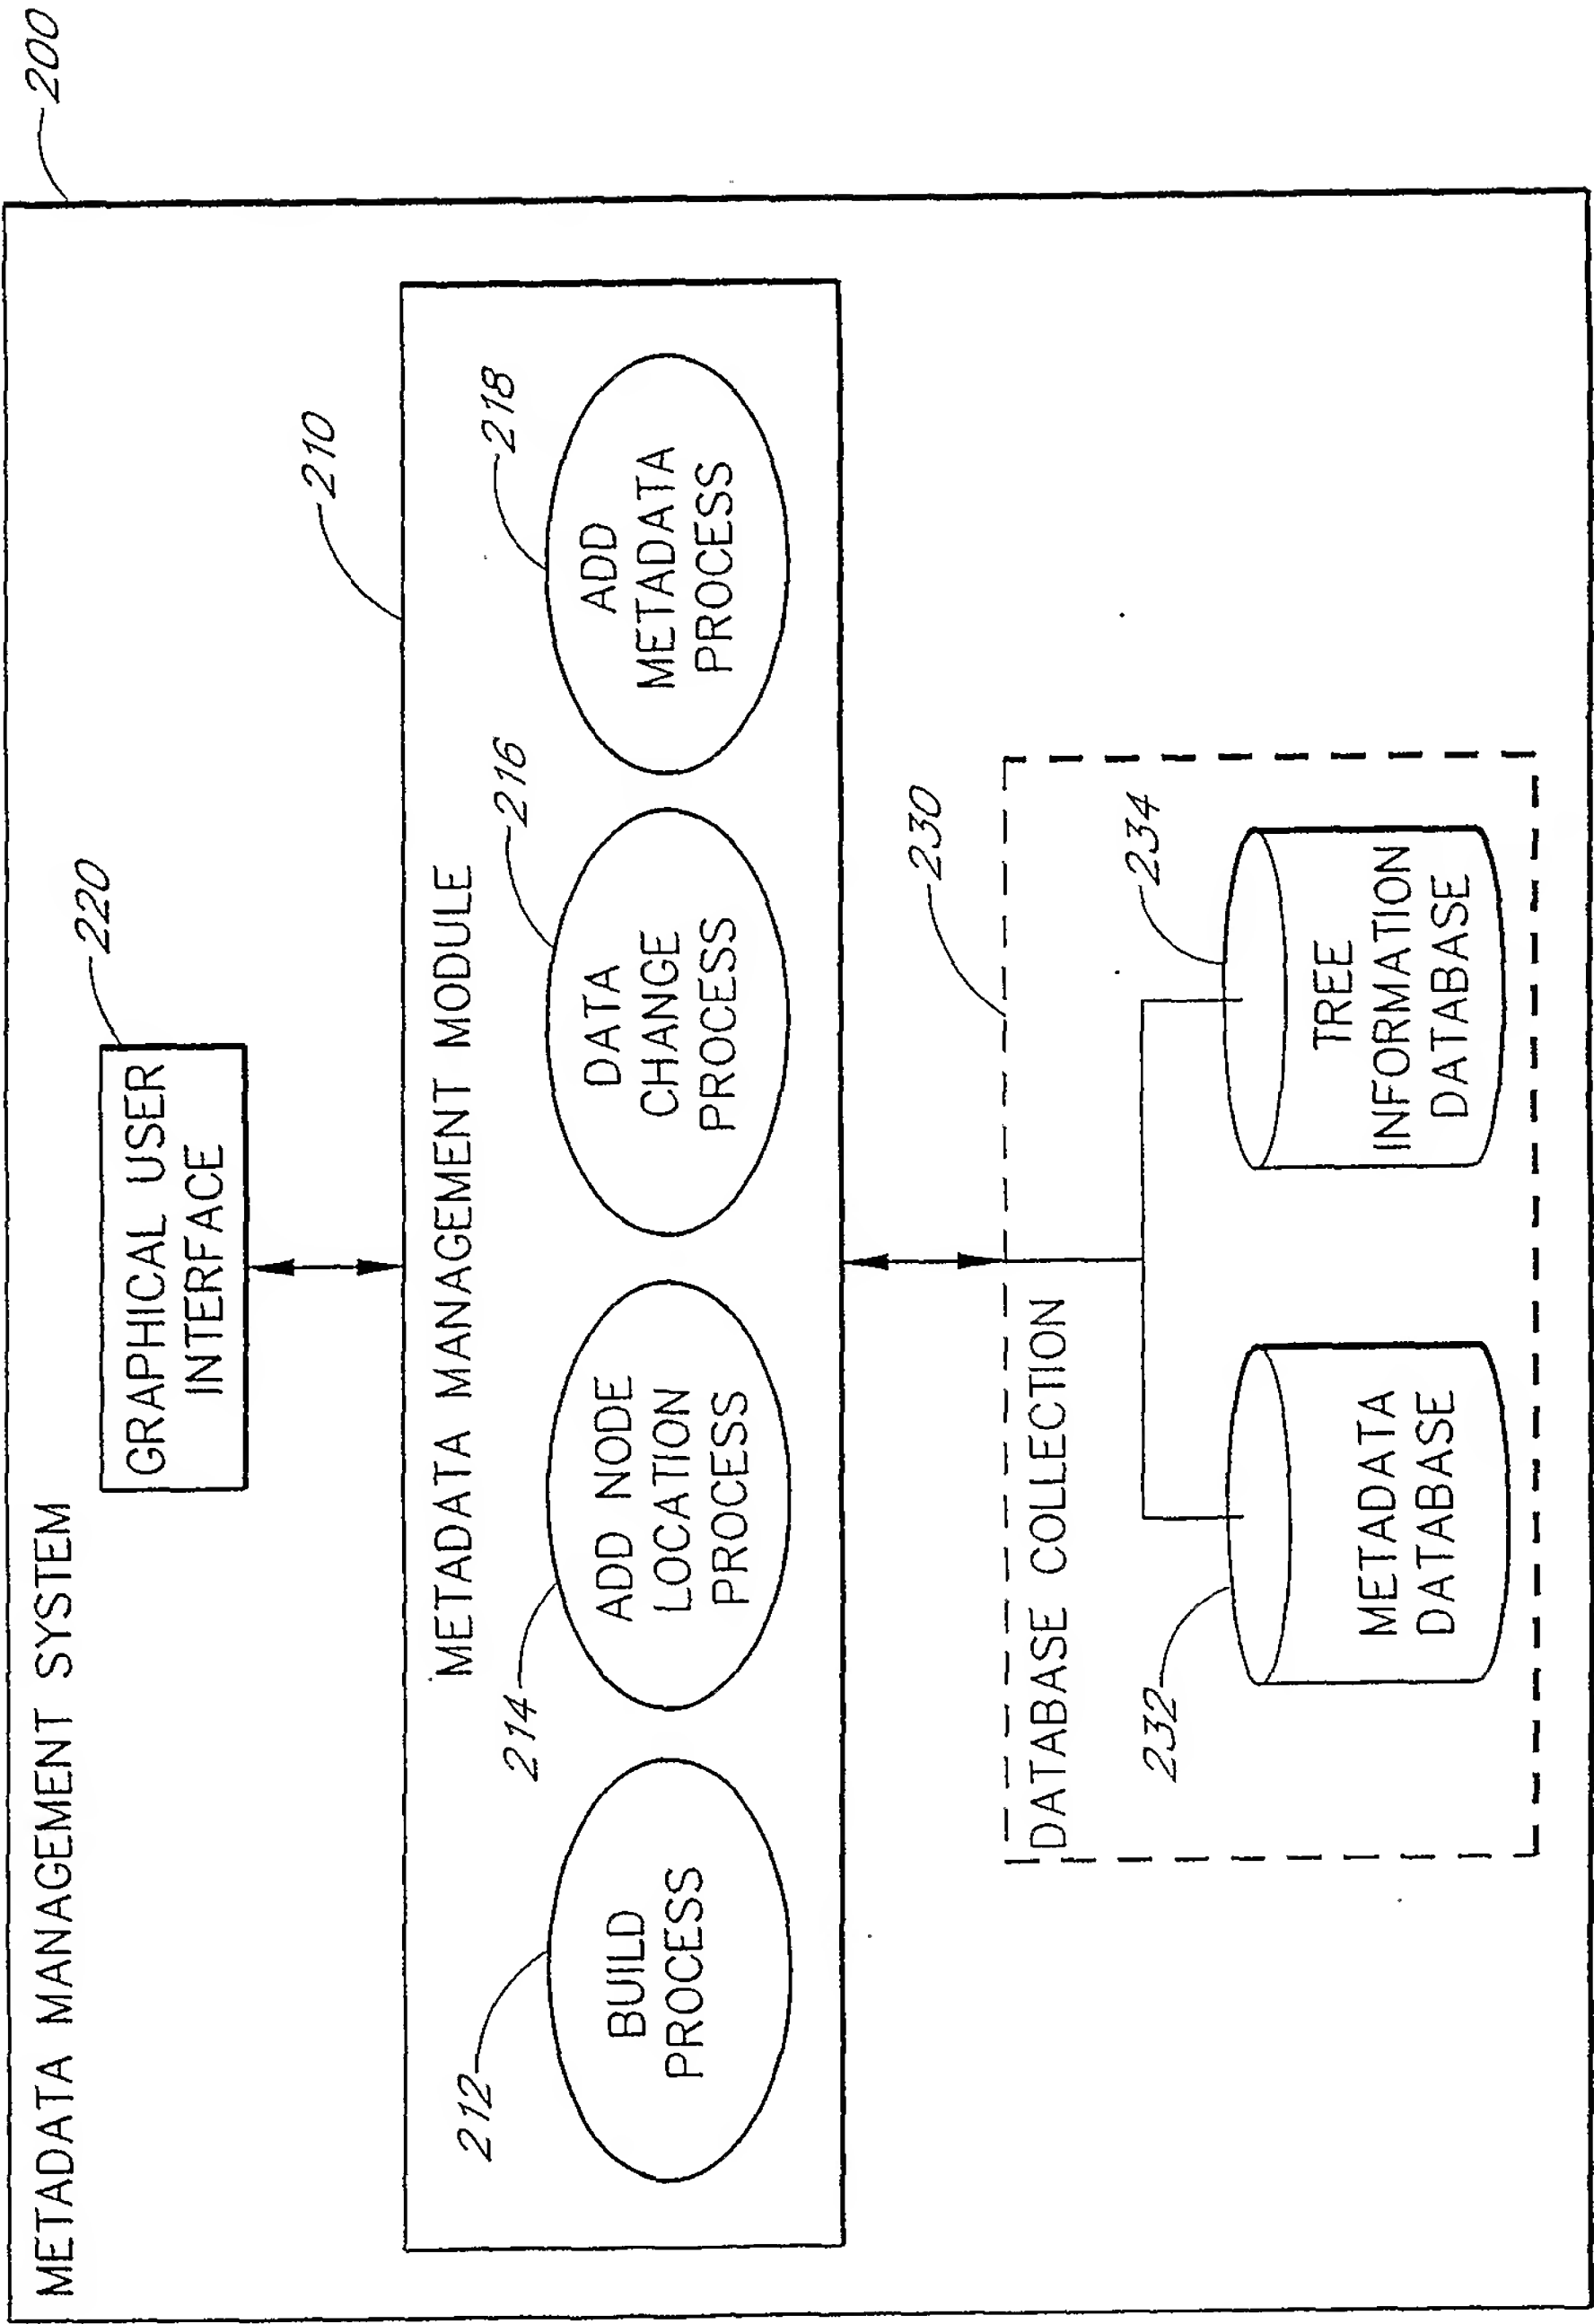 METADATA MANAGEMENT SYSTEM
200
GRAPHICAL USER
INTERFACE
220
210
METADATA MANAGEMENT MODULE
212
BUILD
PROCESS
214
ADD NODE
LOCATION
PROCESS
216
DATA
CHANGE
PROCESS
218
ADD
METADATA
PROCESS
230
DATABASE COLLECTION
232
METADATA
DATABASE
234
TREE
INFORMATION
DATABASE